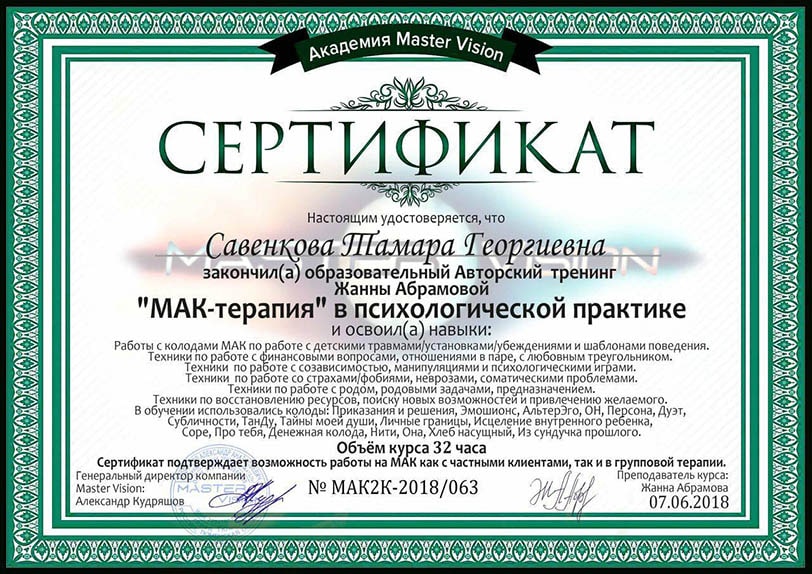 Академия Master Vision
СЕРТИФИКАТ
Настоящим удостоверяется, что
Савенкова Тамара Георгиевна
MASTER VISION
закончил(а) образовательный Авторский тренинг
Жанны Абрамовой
"МАК-терапия" в психологической практике
и освоил(а) навыки:
Работы с колодами МАК по работе с детскими травмами/установками/убеждениями и шаблонами поведения.
Техники по работе с финансовыми вопросами, отношениями в паре, с любовным треугольником.
Техники по работе с созависимостью, манипуляциями и психологическими играми.
Техники по работе со страхами/фобиями, неврозами, соматическими проблемами.
Техники по работе с родом, родовыми задачами, предназначением.
Техники по восстановлению ресурсов, поиску новых возможностей и привлечению желаемого.
В обучении использовались колоды: Приказания и решения, Эмошионс, АльтерЭго, ОН, Персона, Дуэт,
Субличности, ТанДу, Тайны моей души, Личные границы, Исцеление внутреннего ребенка,
Соре, Про тебя, Денежная колода, Нити, Она, Хлеб насущный, Из сундучка прошлого.
Объём курса 32 часа
Сертификат подтверждает возможность работы на МАК как с частными клиентами, так и в групповой терапии.
Генеральный директор компании
Master Vision:
Александр Кудряшов
MASTER
№ МАК2К-2018/063
Преподаватель курса:
Жанна Абрамова
07.06.2018